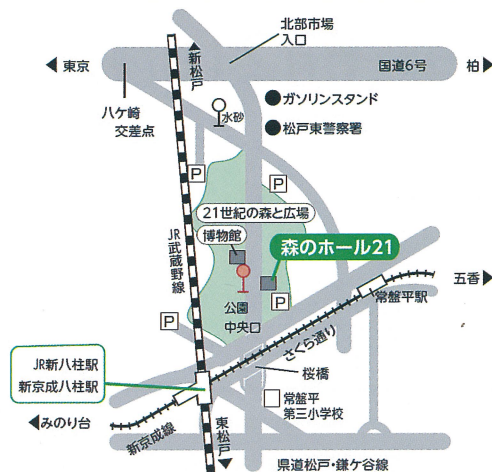 北部市場
入口
東京
新松戸
国道6号
柏
八ケ崎
交差点
水砂
ガソリンスタンド
松戸東警察署
P
P
21世紀の森と広場
博物館
森のホール21
JR武蔵野線
五香
常盤平駅
公園
中央口
P
P
さくら通り
JR新八柱駅
新京成八柱駅
桜橋
常盤平
第三小学校
みのり台
新京成線
東松戸
県道松戸・鎌ケ谷線